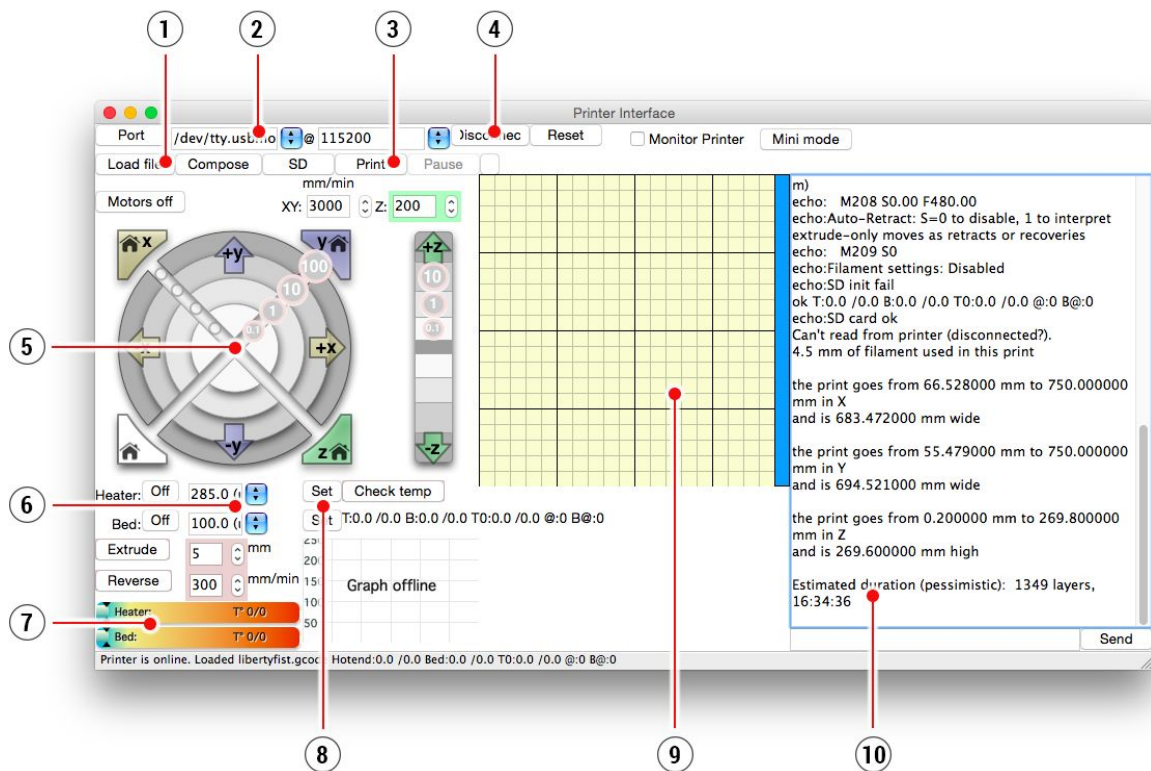 1
2
3
4
Printer Interface
Port /dev/tty.usbmo @ 115200 Reset Monitor Printer Mini mode
Load file Compose SD Print Pause
Motors off
mm/min
XY: 3000 Z: 200
x
+y
y
100
10
1
0.1
+x
-y
z
+z
10
1
0.1
-z
5
m)
echo:   M208 S0.00 F480.00
echo:Auto-Retract: S=0 to disable, 1 to interpret
extrude-only moves as retracts or recoveries
echo:   M209 S0
echo:Filament settings: Disabled
echo:SD init fail
ok T:0.0 /0.0 B:0.0 /0.0 T0:0.0 /0.0 @:0 B@:0
echo:SD card ok
Can't read from printer (disconnected?).
4.5 mm of filament used in this print
the print goes from 66.528000 mm to 750.000000
mm in X
and is 683.472000 mm wide
the print goes from 55.479000 mm to 750.000000
mm in Y
and is 694.521000 mm wide
the print goes from 0.200000 mm to 269.800000
mm in Z
and is 269.600000 mm high
Estimated duration (pessimistic):  1349 layers,
16:34:36
Send
6
Heater: Off 285.0 Set Check temp
Bed: Off 100.0 Set T:0.0 /0.0 B:0.0 /0.0 T0:0.0 /0.0 @:0 B@:0
Extrude 5 mm
Reverse 300 mm/min
250
200
150
100
50
Graph offline
7
Heater: T° 0/0
Bed: T° 0/0
Printer is online. Loaded libertyfist.gcode Hotend:0.0 /0.0 Bed:0.0 /0.0 T0:0.0 /0.0 @:0 B@:0
8
9
10